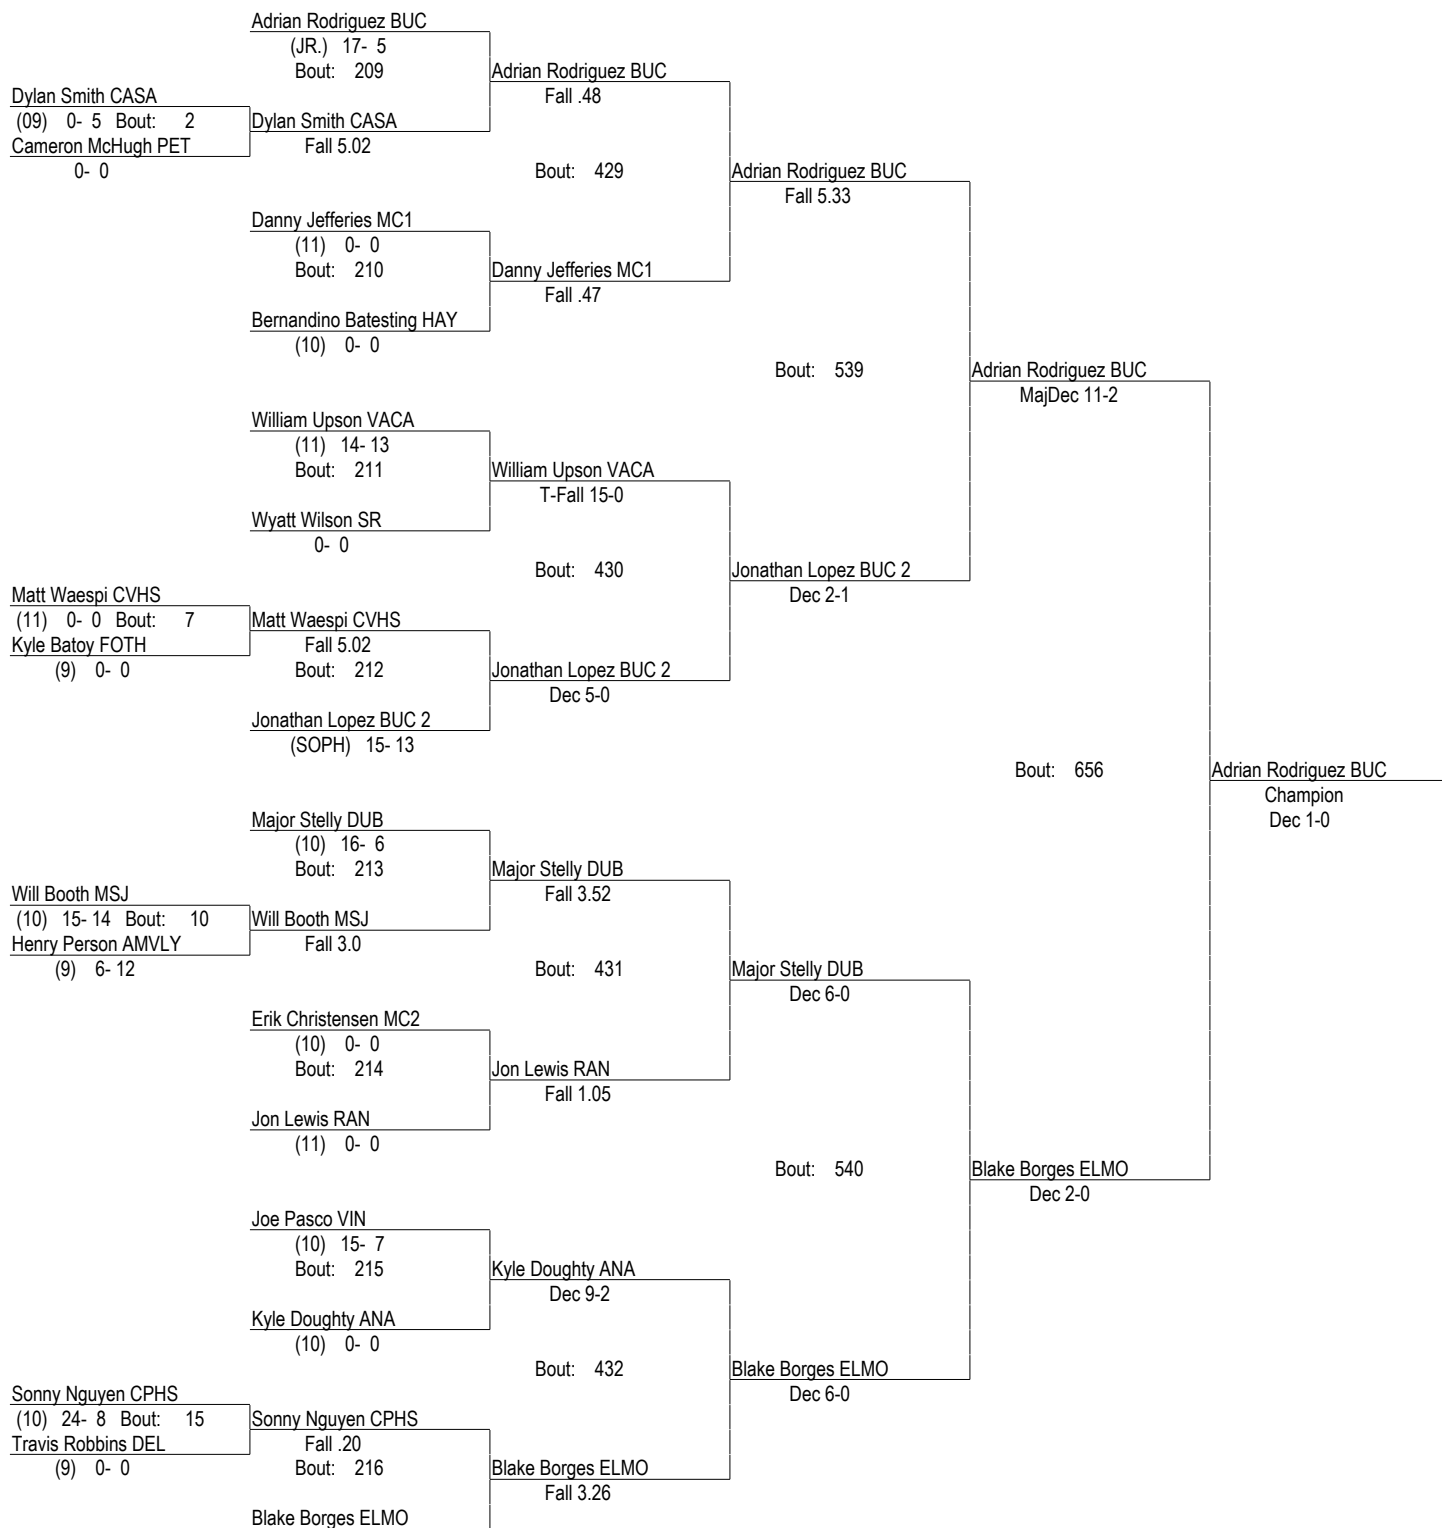 Adrian Rodriguez BUC
(JR.) 17- 5
Bout: 209
Adrian Rodriguez BUC
Fall .48
Dylan Smith CASA
(09) 0- 5 Bout: 2
Cameron McHugh PET
0- 0
Dylan Smith CASA
Fall 5.02
Bout: 429
Adrian Rodriguez BUC
Fall 5.33
Danny Jefferies MC1
(11) 0- 0
Bout: 210
Danny Jefferies MC1
Fall .47
Bernandino Batesting HAY
(10) 0- 0
Bout: 539
Adrian Rodriguez BUC
MajDec 11-2
William Upson VACA
(11) 14- 13
Bout: 211
William Upson VACA
T-Fall 15-0
Wyatt Wilson SR
0- 0
Bout: 430
Jonathan Lopez BUC 2
Dec 2-1
Matt Waespi CVHS
(11) 0- 0 Bout: 7
Kyle Batoy FOTH
(9) 0- 0
Matt Waespi CVHS
Fall 5.02
Bout: 212
Jonathan Lopez BUC 2
Dec 5-0
Jonathan Lopez BUC 2
(SOPH) 15- 13
Bout: 656
Adrian Rodriguez BUC
Champion
Dec 1-0
Major Stelly DUB
(10) 16- 6
Bout: 213
Major Stelly DUB
Fall 3.52
Will Booth MSJ
(10) 15- 14 Bout: 10
Henry Person AMVLY
(9) 6- 12
Will Booth MSJ
Fall 3.0
Bout: 431
Major Stelly DUB
Dec 6-0
Erik Christensen MC2
(10) 0- 0
Bout: 214
Jon Lewis RAN
Fall 1.05
Jon Lewis RAN
(11) 0- 0
Bout: 540
Blake Borges ELMO
Dec 2-0
Joe Pasco VIN
(10) 15- 7
Bout: 215
Kyle Doughty ANA
Dec 9-2
Kyle Doughty ANA
(10) 0- 0
Bout: 432
Blake Borges ELMO
Dec 6-0
Sonny Nguyen CPHS
(10) 24- 8 Bout: 15
Travis Robbins DEL
(9) 0- 0
Sonny Nguyen CPHS
Fall .20
Bout: 216
Blake Borges ELMO
Fall 3.26
Blake Borges ELMO